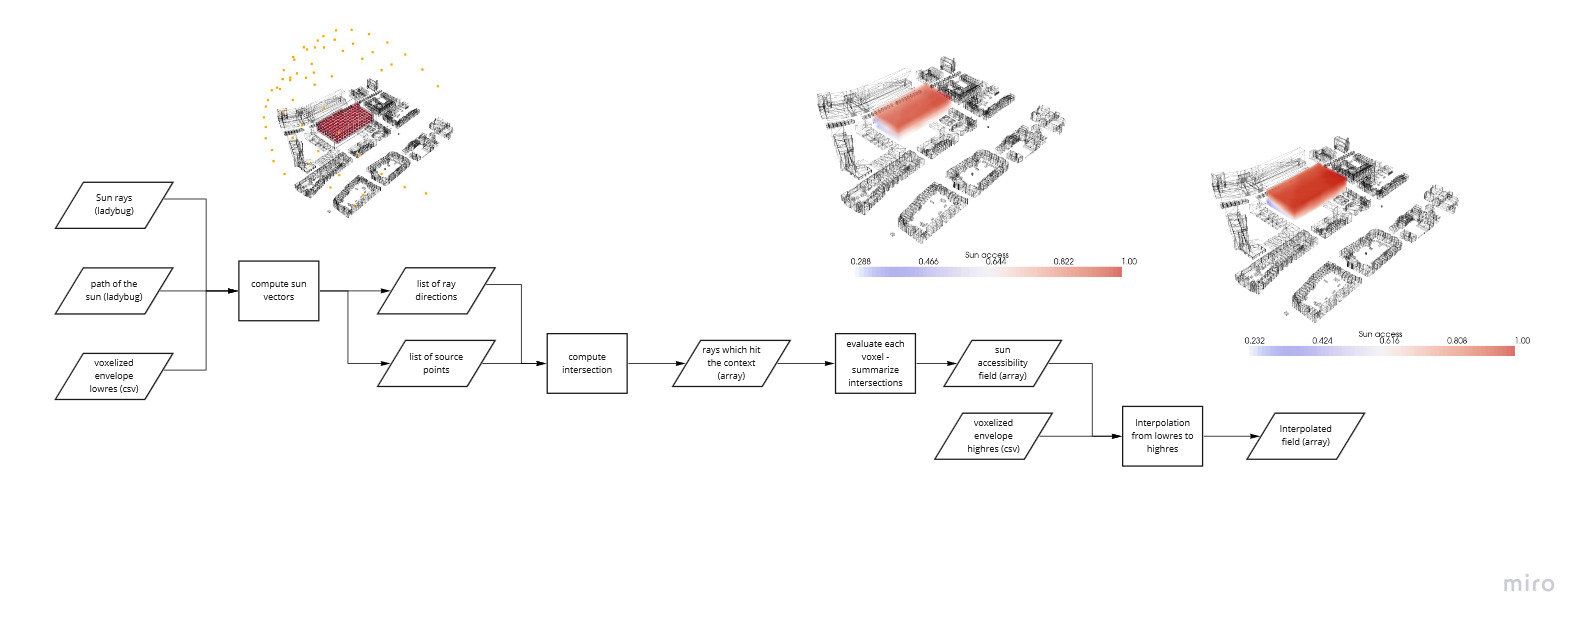 Sun rays
(ladybug)
path of the
sun (ladybug)
voxelized
envelope
lowres (csv)
compute sun
vectors
list of ray
directions
list of source
points
compute
intersection
rays which hit
the context
(array)
evaluate each
voxel -
summarize
intersections
sun
accessibility
field (array)
voxelized
envelope
highres (csv)
Interpolation
from lowres to
highres
Interpolated
field (array)
Sun access
0.288 0.466 0.644 0.822 1.00
Sun access
0.232 0.424 0.616 0.808 1.00
miro